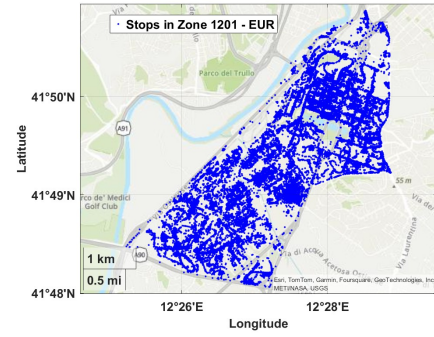 Stops in Zone 1201 - EUR
Parco del Trullo
41°50'N
A91
Latitude
41°49'N
55 m
rco de' Medici
Golf Club
Via Laurentina
A90
1 km
0.5 mi
Esri, TomTom, Garmin, Foursquare, GeoTechnologies, Inc
METI/NASA, USGS
41°48'N
12°26'E
12°28'E
Longitude